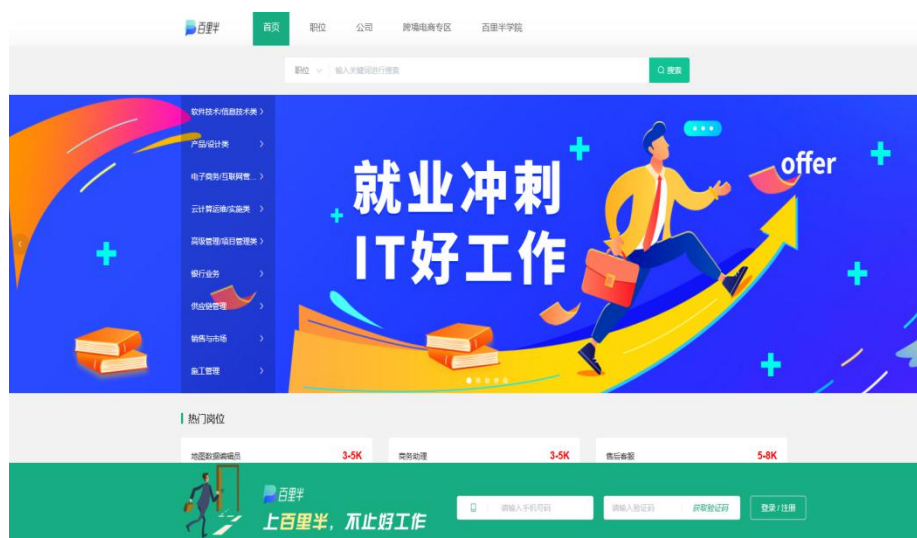 百里半
首页 职位 公司 跨境电商专区 百里半学院
职位 输入关键词进行搜索 搜索
软件技术/信息技术类
产品/设计类
电子商务/互联网营...
云计算运维/实施类
高级管理/项目管理类
银行业务
供应链管理
销售与市场
施工管理
就业冲刺
IT好工作
offer
热门岗位
地图数据编辑员 3-5K
商务助理 3-5K
售后客服 5-8K
百里半
上百里半，不止好工作
请输入手机号码 请输入验证码 获取验证码 登录 / 注册